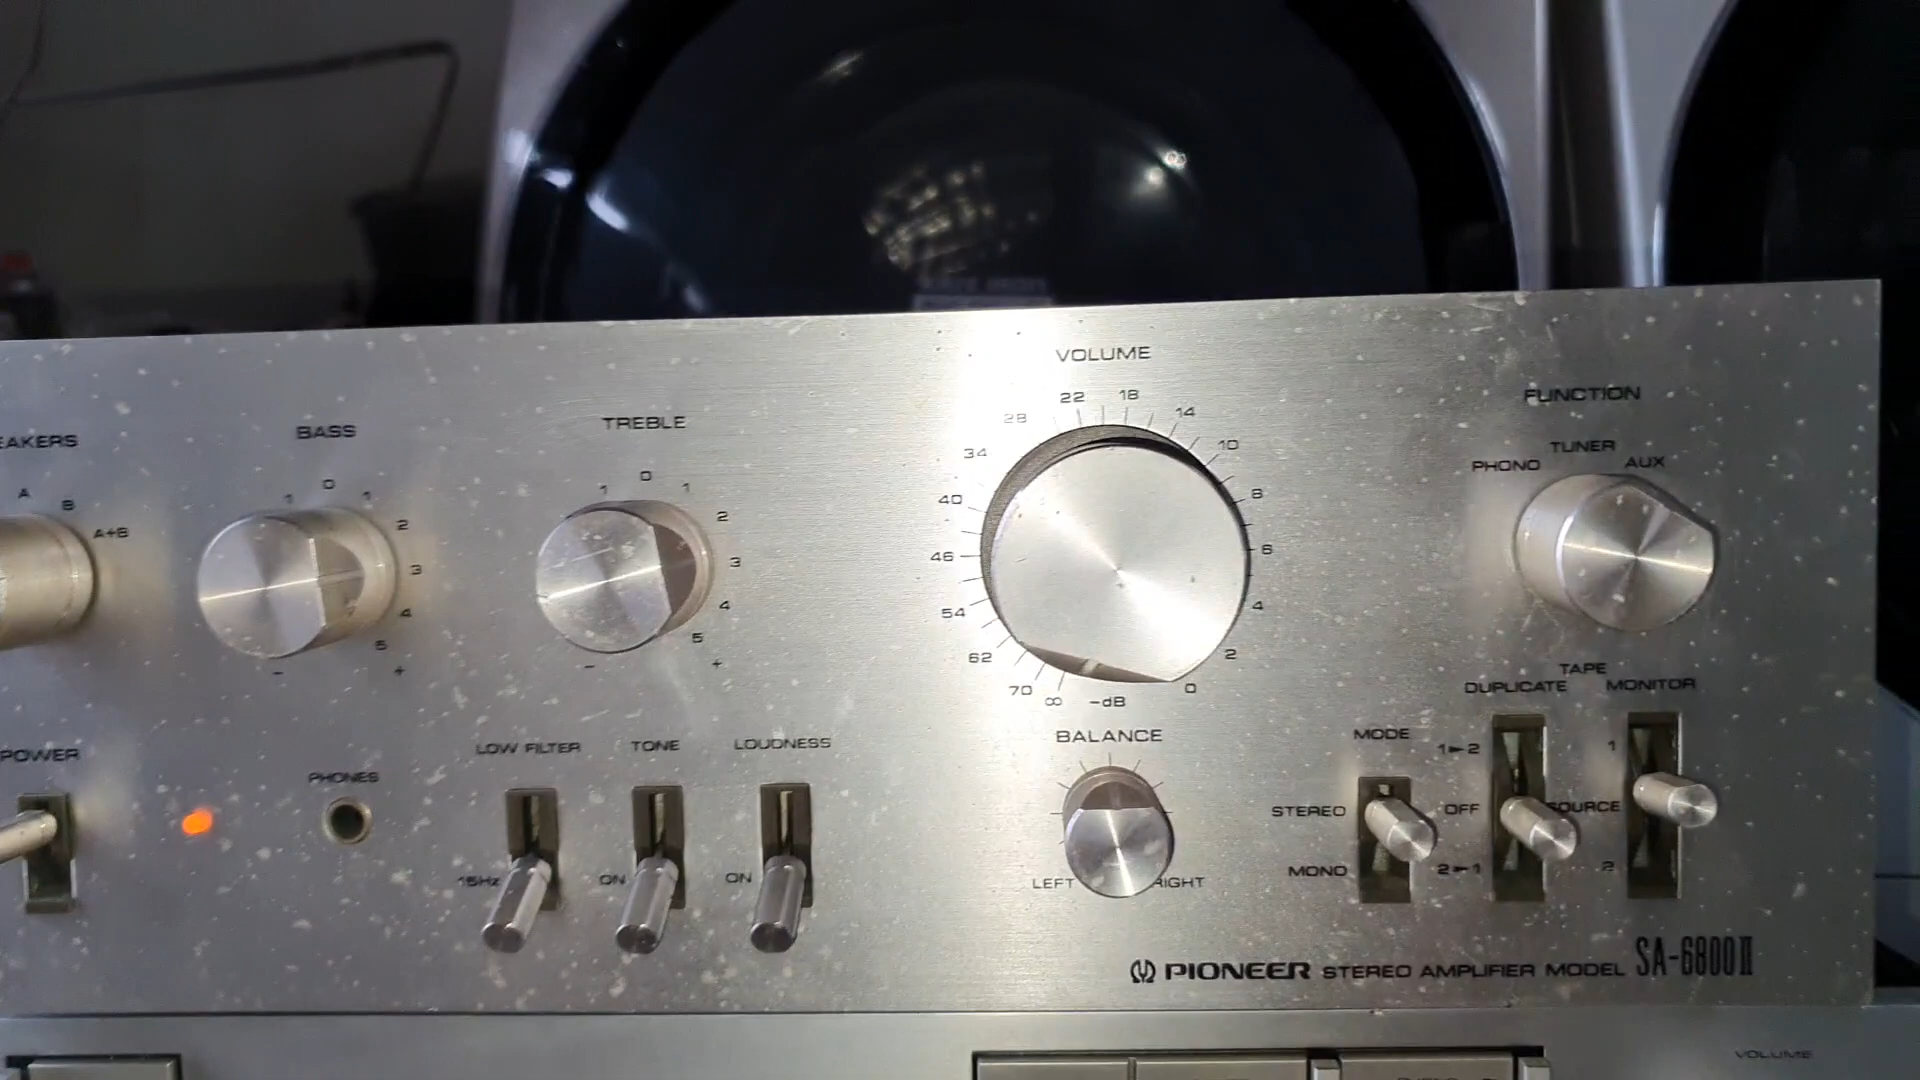 VOLUME
22 18
28 14
34 10
40 8
46 6
54 4
62 2
70 0
∞ -dB
FUNCTION
TUNER
PHONO AUX
EAKERS
A B
A+B
BASS
1 0 1
2
3
4
5
- +
TREBLE
1 0 1
2
3
4
5
- +
TAPE
DUPLICATE MONITOR
1►2
OFF
2►1
1
SOURCE
2
POWER
PHONES
LOW FILTER TONE LOUDNESS
15Hz ON ON
BALANCE
LEFT RIGHT
MODE
STEREO
MONO
PIONEER STEREO AMPLIFIER MODEL SA-6800II
VOLUME